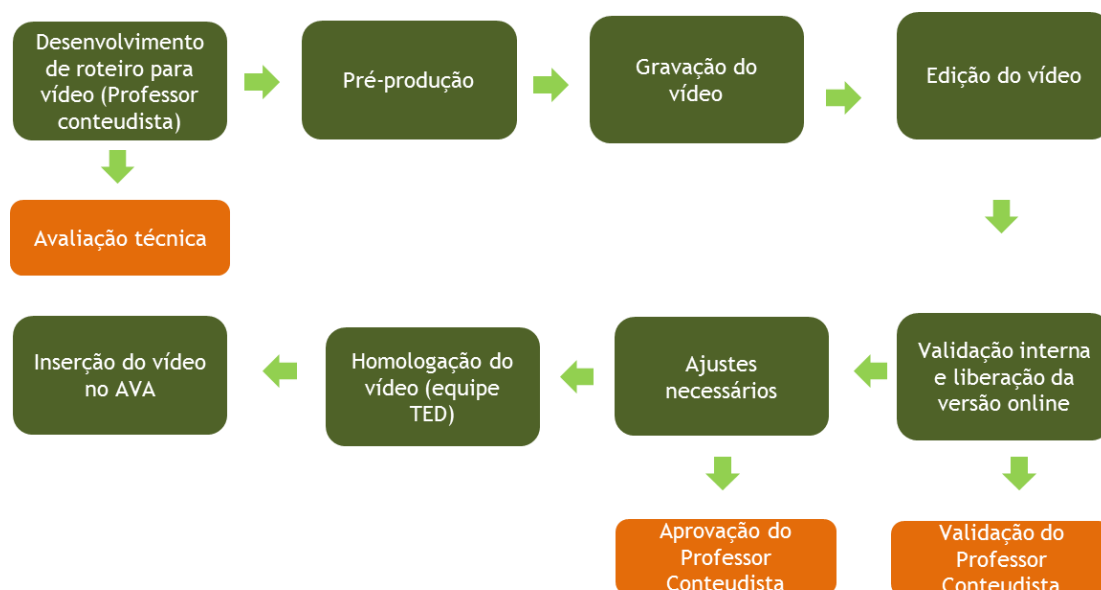 Desenvolvimento
de roteiro para
vídeo (Professor
conteudista)
Pré-produção
Gravação do
vídeo
Edição do vídeo
Avaliação técnica
Inserção do vídeo
no AVA
Homologação do
vídeo (equipe
TED)
Ajustes
necessários
Validação interna
e liberação da
versão online
Aprovação do
Professor
Conteudista
Validação do
Professor
Conteudista